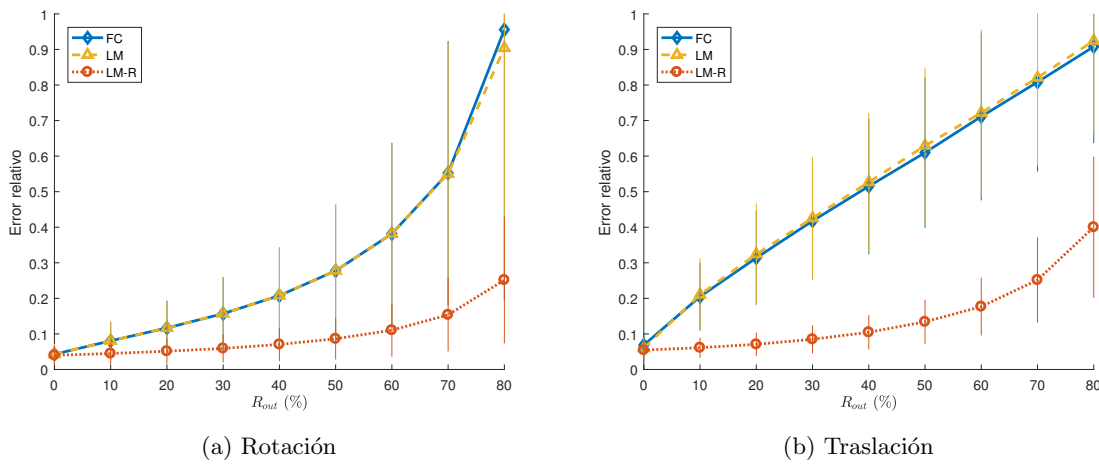 1
0.9
0.8
0.7
0.6
0.5
0.4
0.3
0.2
0.1
0
Error relativo
FC
LM
LM-R
0 10 20 30 40 50 60 70 80
R_out (%)
(a) Rotación
1
0.9
0.8
0.7
0.6
0.5
0.4
0.3
0.2
0.1
0
Error relativo
FC
LM
LM-R
0 10 20 30 40 50 60 70 80
R_out (%)
(b) Traslación